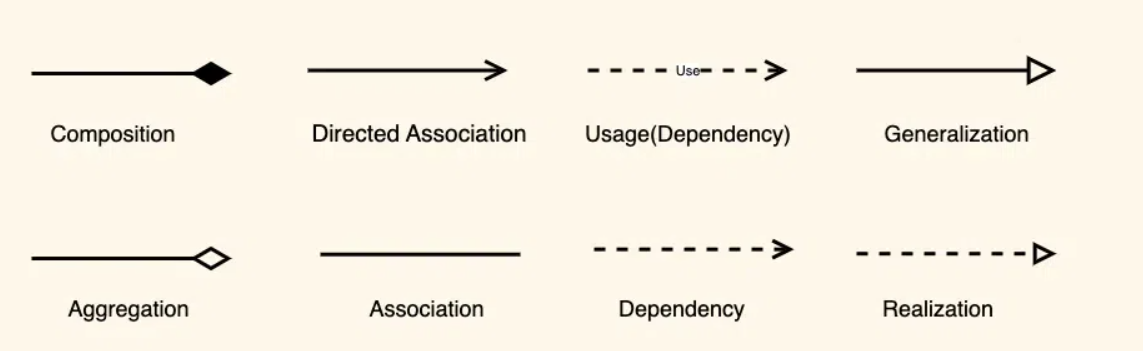 Use
Composition
Directed Association
Usage(Dependency)
Generalization
Aggregation
Association
Dependency
Realization